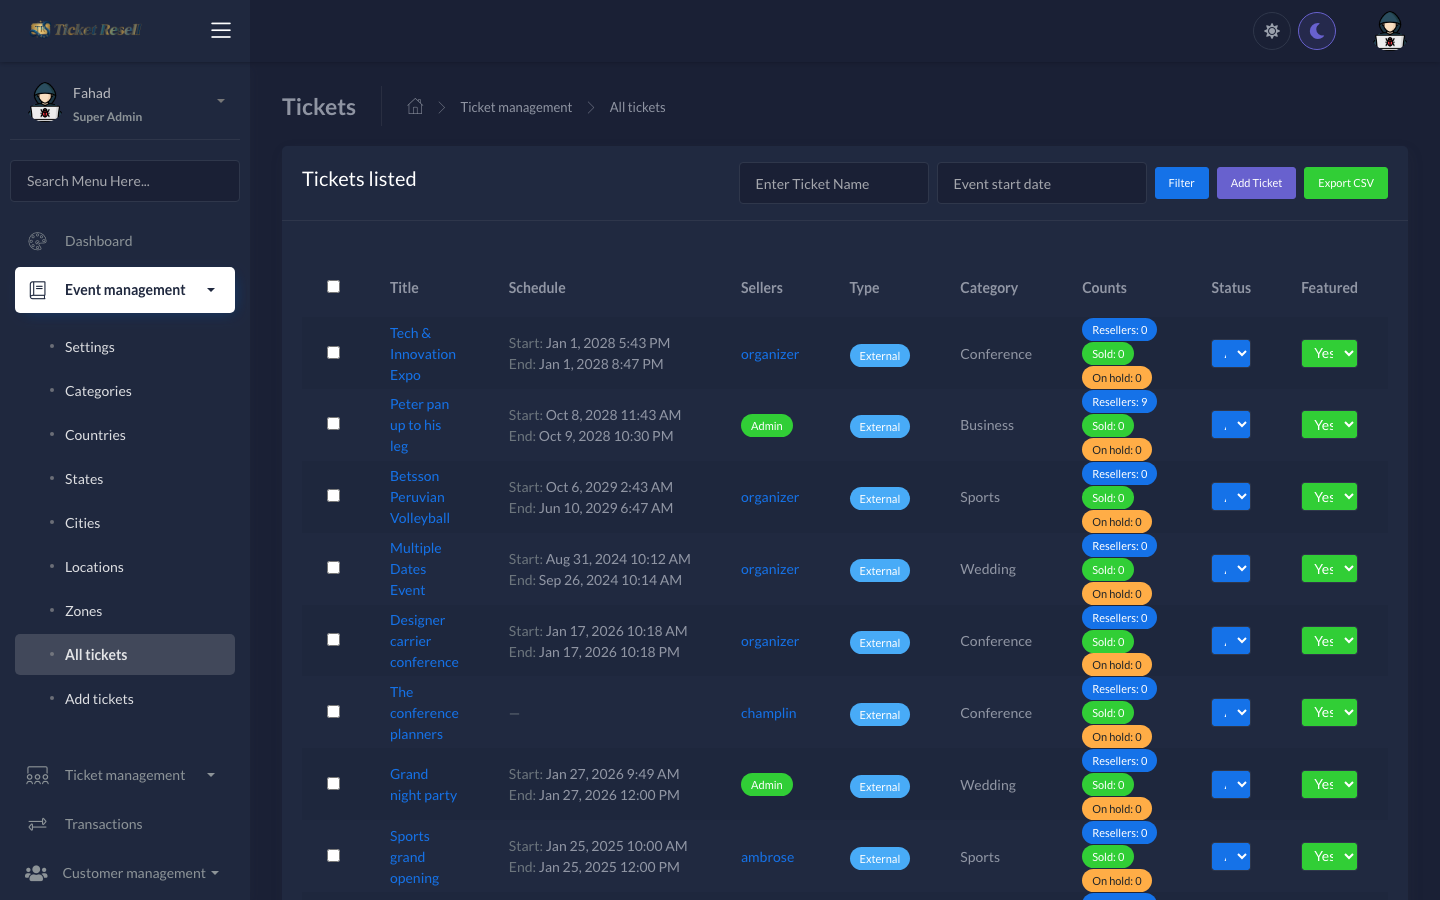 Ticket Resell
Fahad
Super Admin
Search Menu Here...
Dashboard
Event management
Settings
Categories
Countries
States
Cities
Locations
Zones
All tickets
Add tickets
Ticket management
Transactions
Customer management
Tickets
Ticket management
All tickets
Tickets listed
Enter Ticket Name
Event start date
Filter
Add Ticket
Export CSV
Title Schedule Sellers Type Category Counts Status Featured
Tech &
Innovation
Expo
Start: Jan 1, 2028 5:43 PM
End: Jan 1, 2028 8:47 PM
organizer
External
Conference
Resellers: 0
Sold: 0
On hold: 0
Yes
Peter pan
up to his
leg
Start: Oct 8, 2028 11:43 AM
End: Oct 9, 2028 10:30 PM
Admin
External
Business
Resellers: 9
Sold: 0
On hold: 0
Yes
Betsson
Peruvian
Volleyball
Start: Oct 6, 2029 2:43 AM
End: Jun 10, 2029 6:47 AM
organizer
External
Sports
Resellers: 0
Sold: 0
On hold: 0
Yes
Multiple
Dates
Event
Start: Aug 31, 2024 10:12 AM
End: Sep 26, 2024 10:14 AM
organizer
External
Wedding
Resellers: 0
Sold: 0
On hold: 0
Yes
Designer
carrier
conference
Start: Jan 17, 2026 10:18 AM
End: Jan 17, 2026 10:18 PM
organizer
External
Conference
Resellers: 0
Sold: 0
On hold: 0
Yes
The
conference
planners
—
champlin
External
Conference
Resellers: 0
Sold: 0
On hold: 0
Yes
Grand
night party
Start: Jan 27, 2026 9:49 AM
End: Jan 27, 2026 12:00 PM
Admin
External
Wedding
Resellers: 0
Sold: 0
On hold: 0
Yes
Sports
grand
opening
Start: Jan 25, 2025 10:00 AM
End: Jan 25, 2025 12:00 PM
ambrose
External
Sports
Resellers: 0
Sold: 0
On hold: 0
Yes